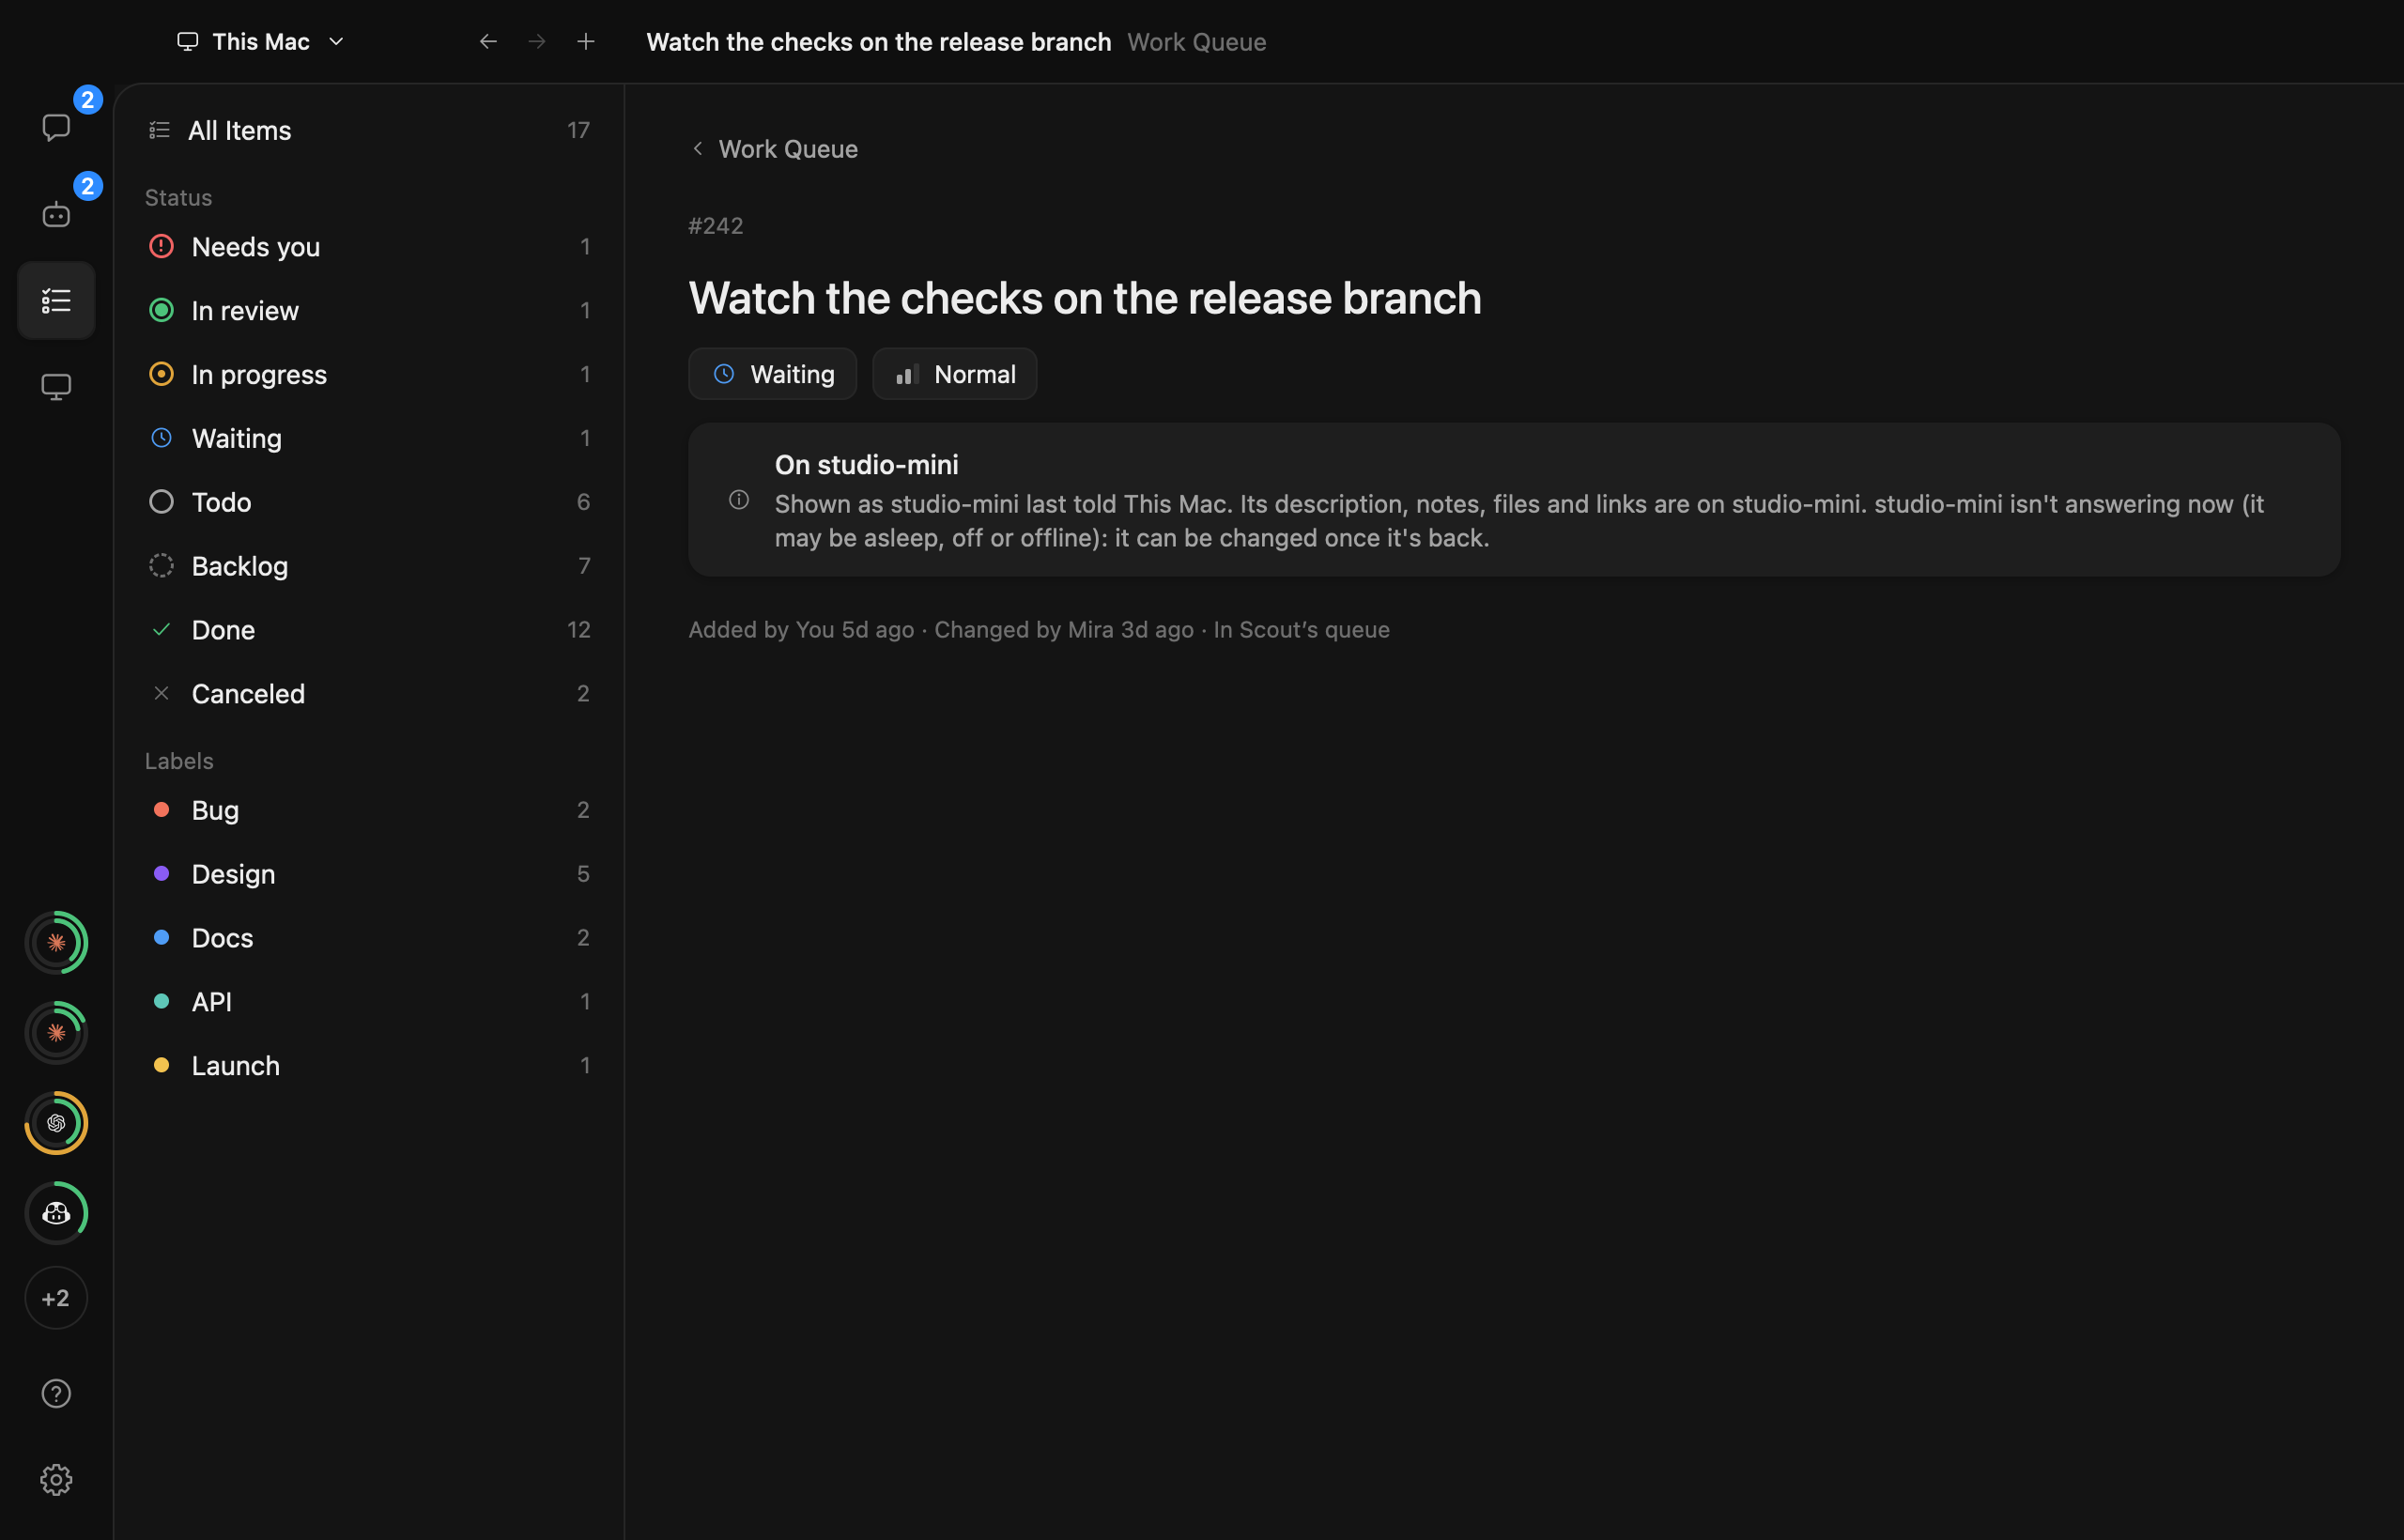 This Mac
Watch the checks on the release branch Work Queue
2
2
All Items 17
Status
Needs you 1
In review 1
In progress 1
Waiting 1
Todo 6
Backlog 7
Done 12
Canceled 2
Labels
Bug 2
Design 5
Docs 2
API 1
Launch 1
+2
Work Queue
#242
Watch the checks on the release branch
Waiting Normal
On studio-mini
Shown as studio-mini last told This Mac. Its description, notes, files and links are on studio-mini. studio-mini isn't answering now (it
may be asleep, off or offline): it can be changed once it's back.
Added by You 5d ago · Changed by Mira 3d ago · In Scout’s queue